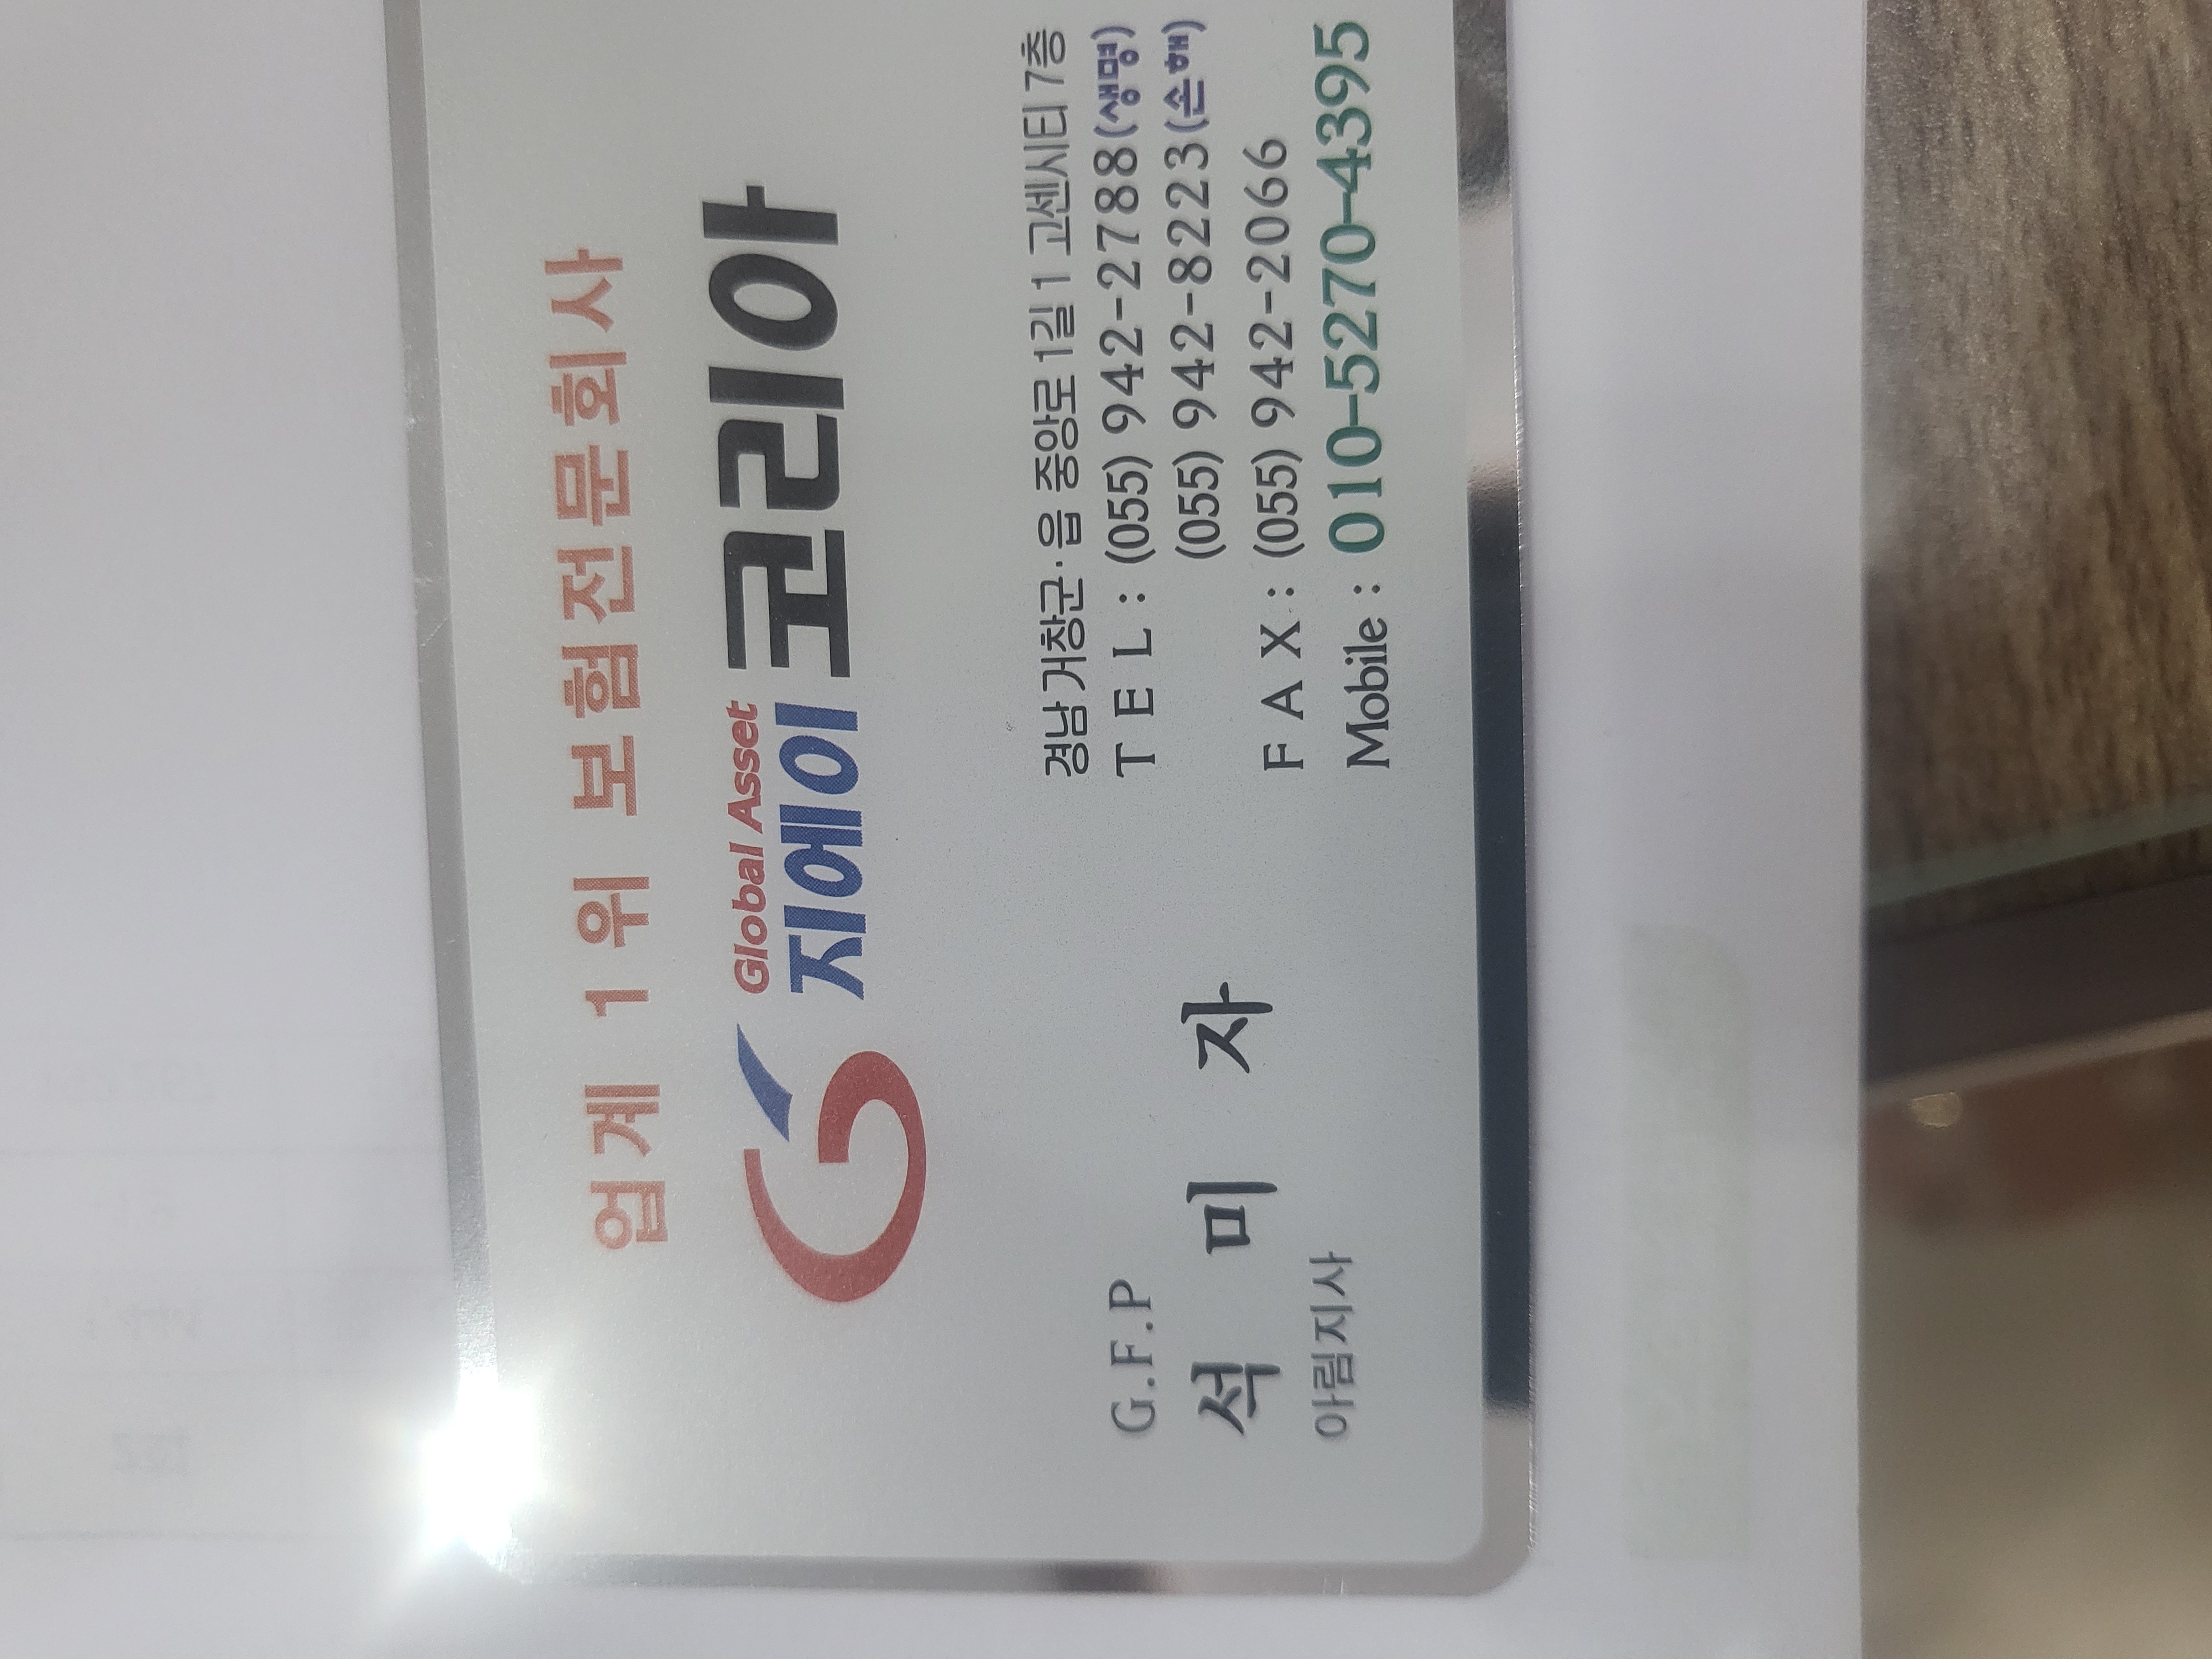 업계 1위 보험전문회사
Global Asset
지에이코리아
G.F.P
석미자
아림지사
경남 거창군·읍 중앙로 1길 1 고센시티 7층
TEL : (055) 942-2788(생명)
(055) 942-8223(손해)
FAX : (055) 942-2066
Mobile : 010-5270-4395